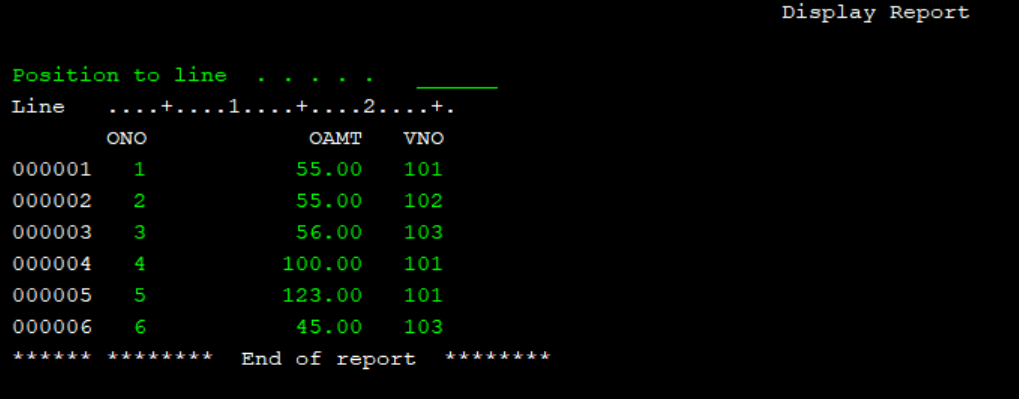 Display Report
Position to line . . . . .
Line ....+....1....+....2....+.
ONO OAMT VNO
000001 1 55.00 101
000002 2 55.00 102
000003 3 56.00 103
000004 4 100.00 101
000005 5 123.00 101
000006 6 45.00 103
****** ******** End of report ********